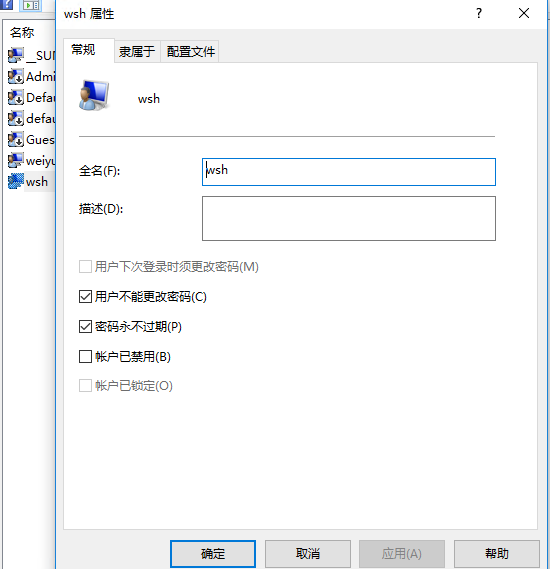 wsh 属性
?
名称
__SUN
Admi
Defau
defau
Gues
weiyu
wsh
常规
隶属于
配置文件
wsh
全名(F):
wsh
描述(D):
用户下次登录时须更改密码(M)
用户不能更改密码(C)
密码永不过期(P)
帐户已禁用(B)
帐户已锁定(O)
确定
取消
应用(A)
帮助